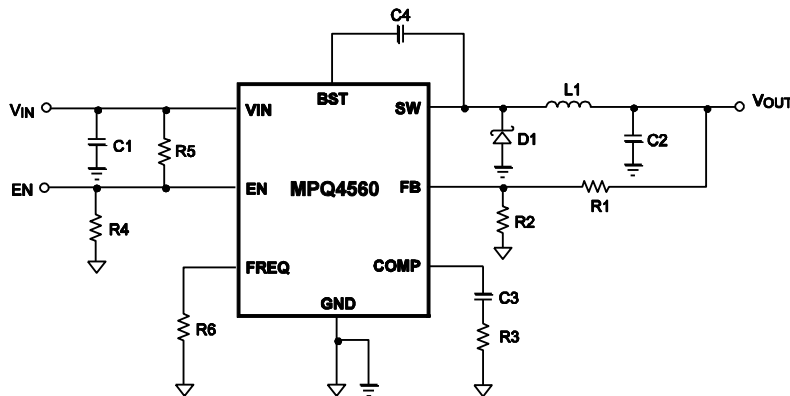 C4
BST
VIN
VIN
SW
L1
VOUT
C1
R5
D1
C2
EN
EN
MPQ4560
FB
R1
R4
R2
FREQ
COMP
C3
GND
R6
R3